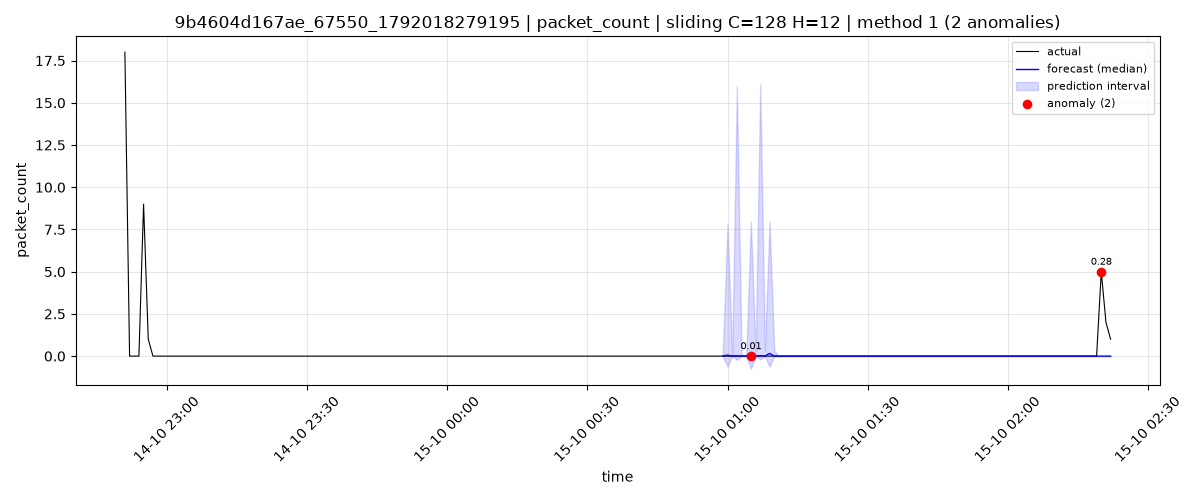 9b4604d167ae_67550_1792018279195 | packet_count | sliding C=128 H=12 | method 1 (2 anomalies)
actual
forecast (median)
prediction interval
anomaly (2)
17.5
15.0
12.5
10.0
7.5
5.0
2.5
0.0
packet_count
0.01
0.28
14-10 23:00
14-10 23:30
15-10 00:00
15-10 00:30
15-10 01:00
15-10 01:30
15-10 02:00
15-10 02:30
time